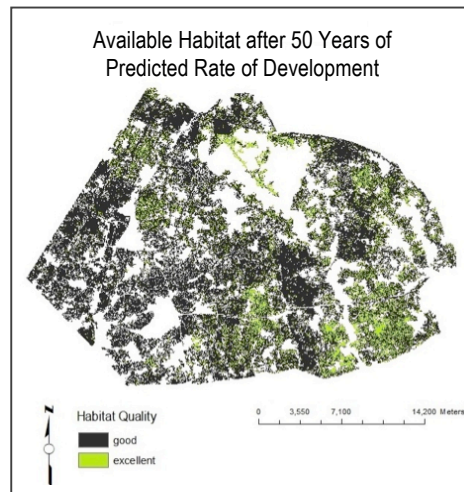 Available Habitat after 50 Years of
Predicted Rate of Development
N
Habitat Quality
good
excellent
0 3,550 7,100 14,200 Meters